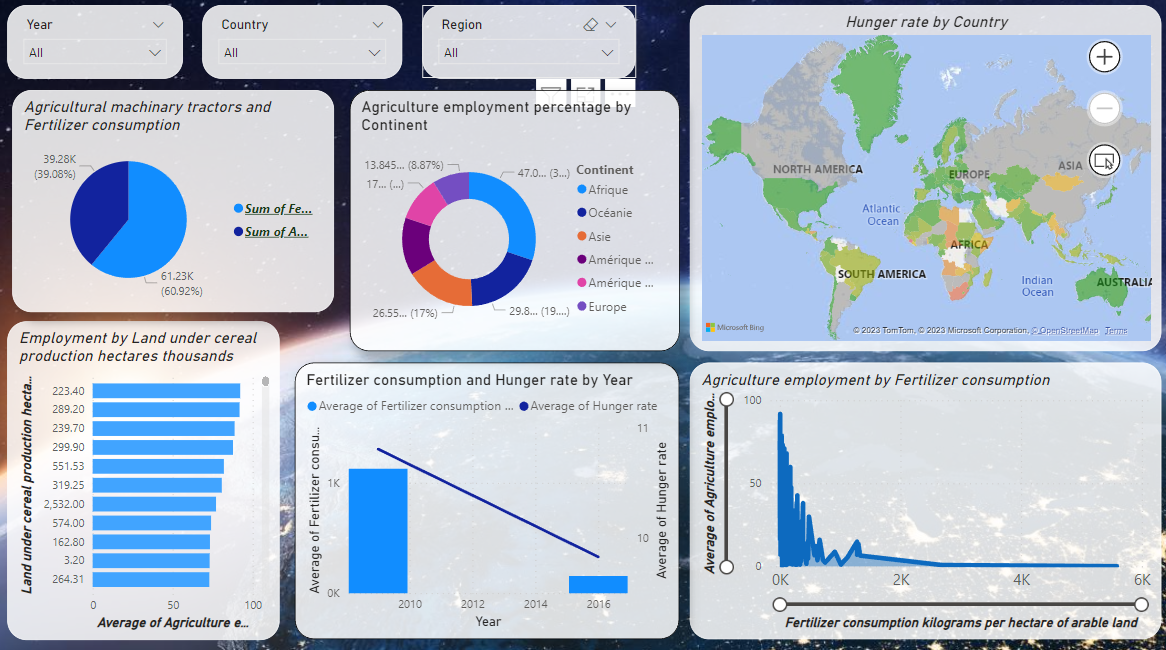 Year
All
Country
All
Region
All
Hunger rate by Country
NORTH AMERICA
EUROPE
ASIA
Atlantic
Ocean
AFRICA
SOUTH AMERICA
Indian
Ocean
AUSTRALIA
Microsoft Bing
© 2023 TomTom, © 2023 Microsoft Corporation, © OpenStreetMap Terms
Agricultural machinary tractors and
Fertilizer consumption
39.28K
(39.08%)
61.23K
(60.92%)
Sum of Fe...
Sum of A...
Agriculture employment percentage by
Continent
13.845... (8.87%)
17... (...)
47.0... (3...)
26.55... (17%)
29.8... (19....)
Continent
Afrique
Océanie
Asie
Amérique ...
Amérique ...
Europe
Employment by Land under cereal
production hectares thousands
Land under cereal production hecta...
223.40
289.20
239.70
299.90
551.53
319.25
2,532.00
574.00
162.80
3.20
264.31
0 50 100
Average of Agriculture e...
Fertilizer consumption and Hunger rate by Year
Average of Fertilizer consumption ... Average of Hunger rate
Average of Fertilizer consu...
1K
0K
11
10
Average of Hunger rate
2010 2012 2014 2016
Year
Agriculture employment by Fertilizer consumption
Average of Agriculture emplo...
100
50
0
0K 2K 4K 6K
Fertilizer consumption kilograms per hectare of arable land